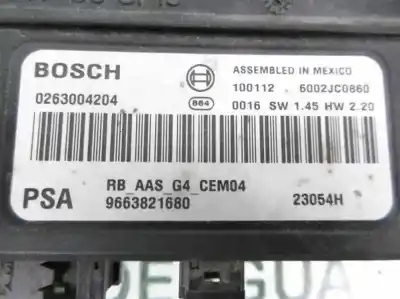 BOSCH
ASSEMBLED IN MEXICO
100112 6002JC0860
0263004204
864
0016 SW 1.45 HW 2.20
RB_AAS_G4_CEM04
PSA
9663821680
23054H